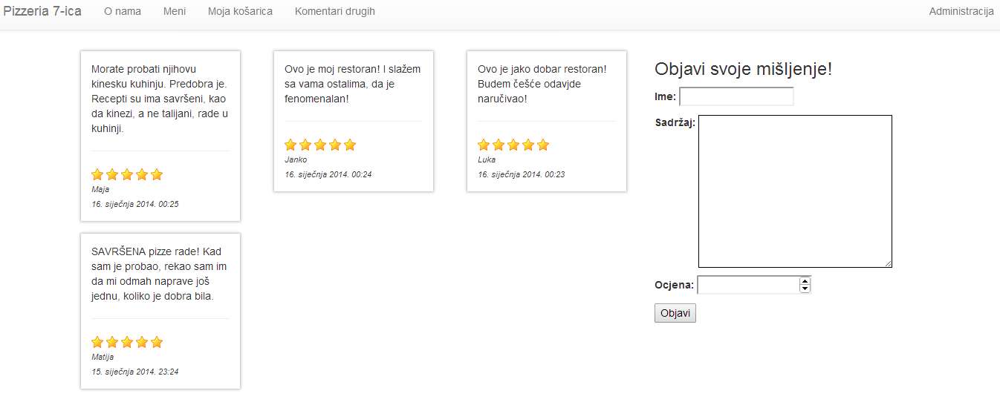 Pizzeria 7-ica O nama Meni Moja košarica Komentari drugih Administracija
Morate probati njihovu
kinesku kuhinju. Predobra je.
Recepti su ima savršeni, kao
da kinezi, a ne talijani, rade u
kuhinji.
Maja
16. siječnja 2014. 00:25
Ovo je moj restoran! I slažem
sa vama ostalima, da je
fenomenalan!
Janko
16. siječnja 2014. 00:24
Ovo je jako dobar restoran!
Budem češće odavjde
naručivao!
Luka
16. siječnja 2014. 00:23
SAVRŠENA pizze rade! Kad
sam je probao, rekao sam im
da mi odmah naprave još
jednu, koliko je dobra bila.
Matija
15. siječnja 2014. 23:24
Objavi svoje mišljenje!
Ime:
Sadržaj:
Ocjena:
Objavi